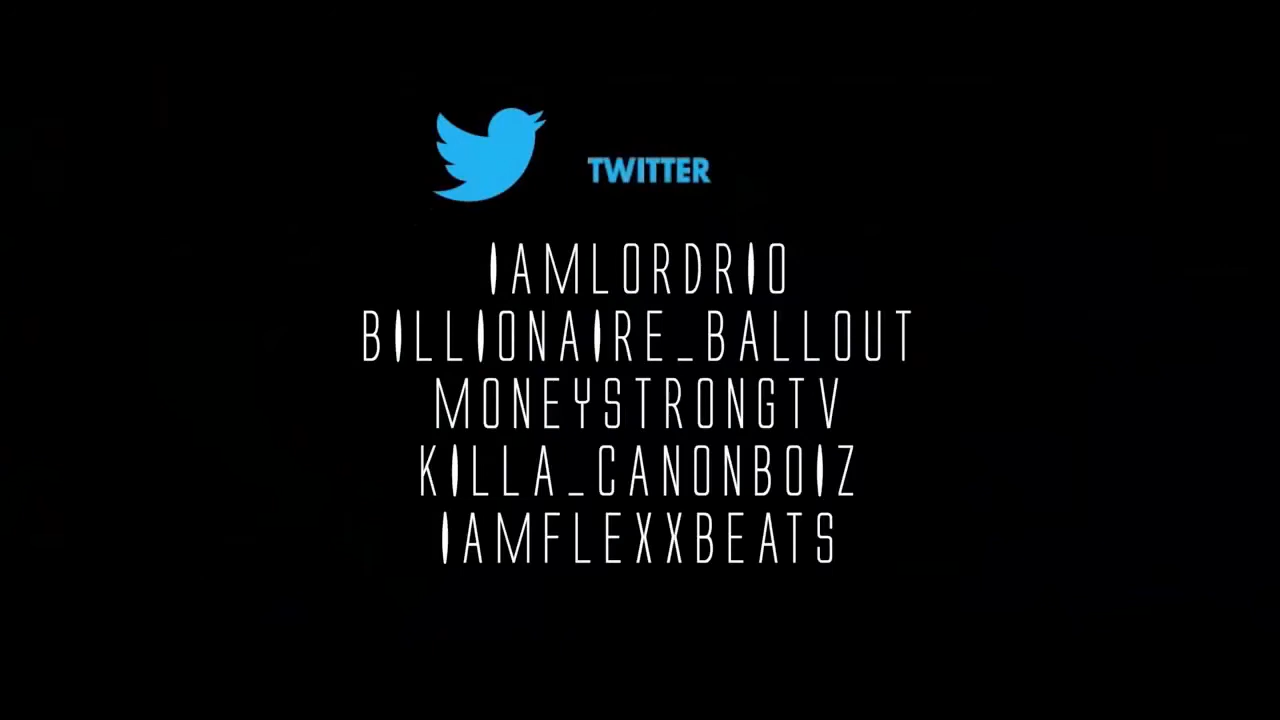 TWITTER
IAMLORDRIO
BILLIONAIRE_BALLOUT
MONEYSTRONGTV
KILLA_CANONBOIZ
IAMFLEXXBEATS